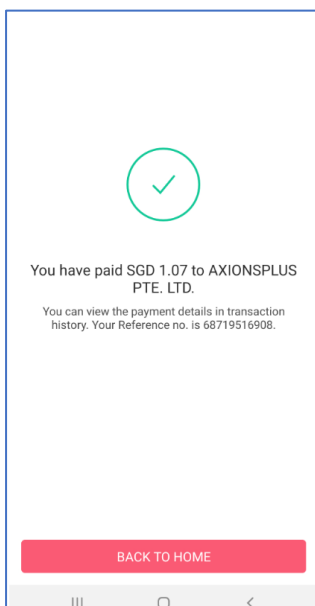 You have paid SGD 1.07 to AXIONSPLUS
PTE. LTD.
You can view the payment details in transaction
history. Your Reference no. is 68719516908.
BACK TO HOME